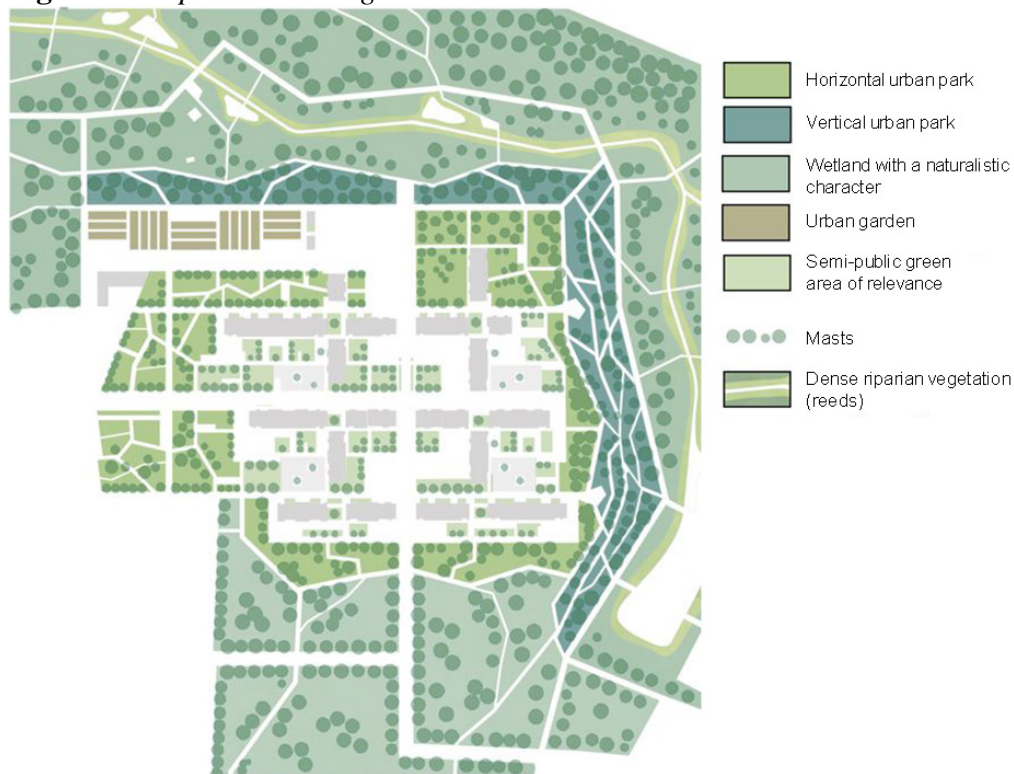 Horizontal urban park
Vertical urban park
Wetland with a naturalistic
character
Urban garden
Semi-public green
area of relevance
Masts
Dense riparian vegetation
(reeds)